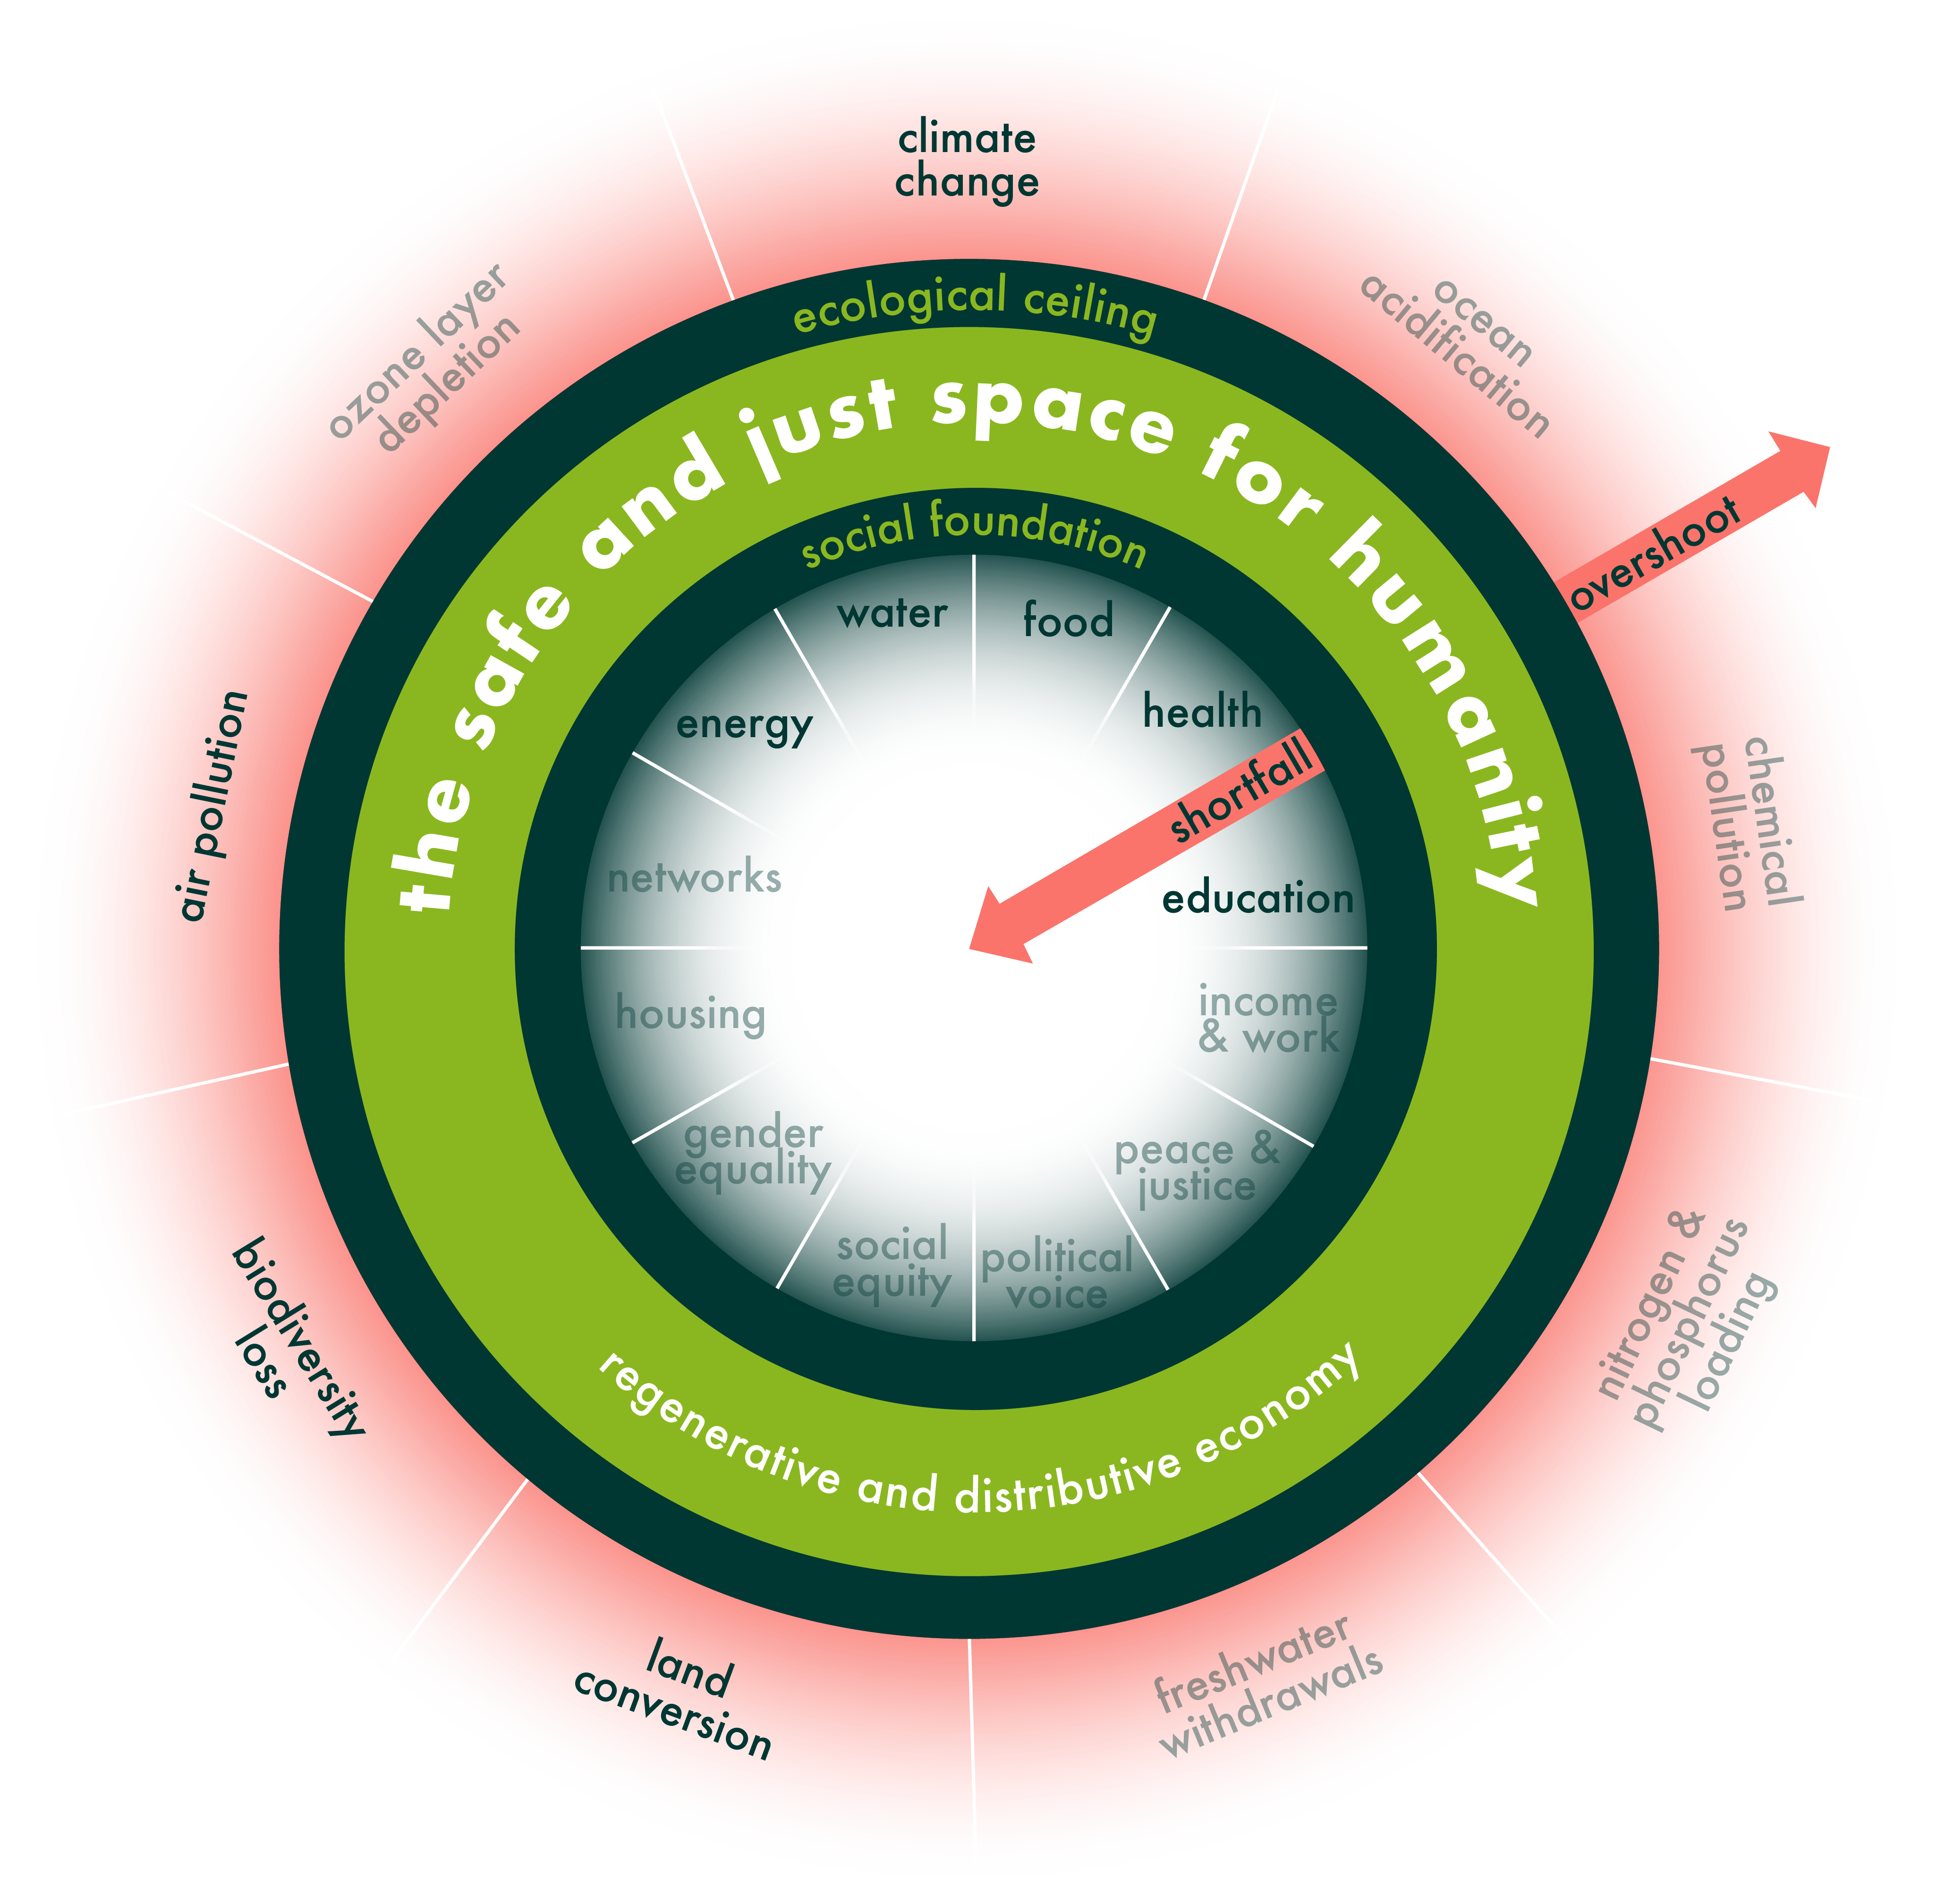 climate
change
ocean
acidification
chemical
pollution
nitrogen &
phosphorus
loading
freshwater
withdrawals
land
conversion
biodiversity
loss
air pollution
ozone layer
depletion
overshoot
ecological ceiling
the safe and just space for humanity
social foundation
water
food
health
shortfall
education
income
& work
peace &
justice
political
voice
social
equity
gender
equality
housing
networks
energy
regenerative and distributive economy